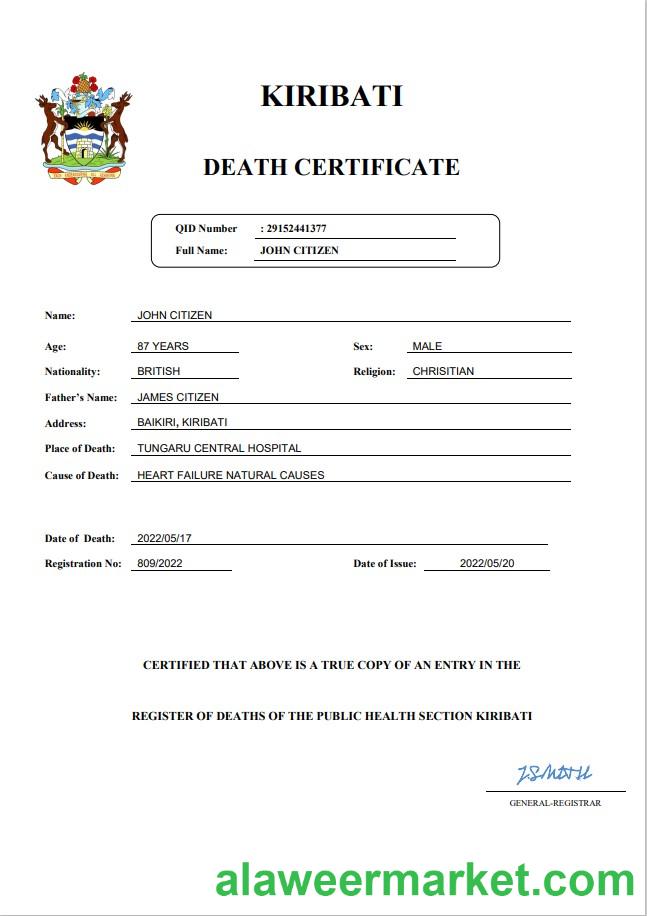 KIRIBATI
DEATH CERTIFICATE
QID Number : 29152441377
Full Name: JOHN CITIZEN
Name: JOHN CITIZEN
Age: 87 YEARS Sex: MALE
Nationality: BRITISH Religion: CHRISITIAN
Father's Name: JAMES CITIZEN
Address: BAIKIRI, KIRIBATI
Place of Death: TUNGARU CENTRAL HOSPITAL
Cause of Death: HEART FAILURE NATURAL CAUSES
Date of Death: 2022/05/17
Registration No: 809/2022 Date of Issue: 2022/05/20
CERTIFIED THAT ABOVE IS A TRUE COPY OF AN ENTRY IN THE
REGISTER OF DEATHS OF THE PUBLIC HEALTH SECTION KIRIBATI
GENERAL-REGISTRAR
alaweermarket.com